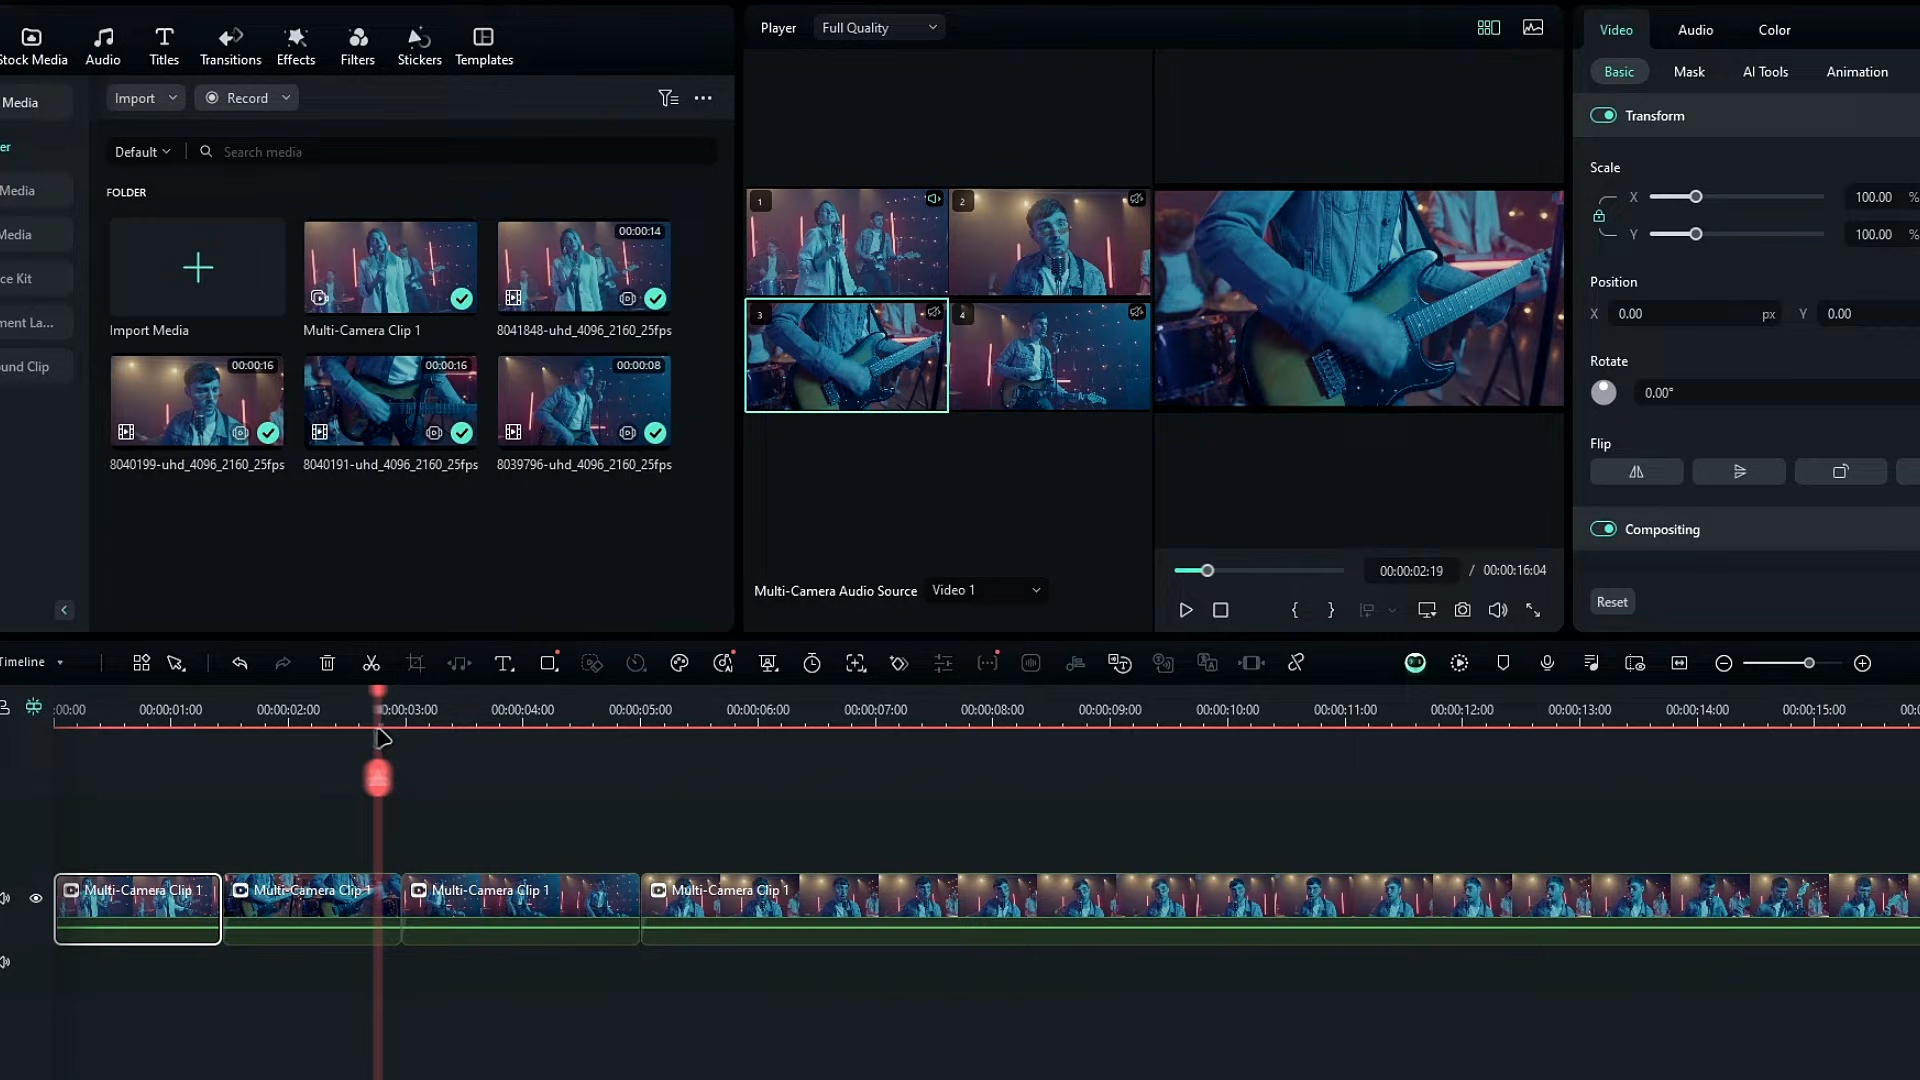 Stock Media
Audio
Titles
Transitions
Effects
Filters
Stickers
Templates
Media
er
Media
Media
ce Kit
ment La...
und Clip
Import
Record
Default
Search media
FOLDER
Import Media
Multi-Camera Clip 1
00:00:14
8041848-uhd_4096_2160_25fps
00:00:16
8040199-uhd_4096_2160_25fps
00:00:16
8040191-uhd_4096_2160_25fps
00:00:08
8039796-uhd_4096_2160_25fps
Player
Full Quality
1
2
3
4
Multi-Camera Audio Source
Video 1
00:00:02:19 / 00:00:16:04
{ }
Video
Audio
Color
Basic
Mask
AI Tools
Animation
Transform
Scale
X 100.00 %
Y 100.00 %
Position
X 0.00 px Y 0.00
Rotate
0.00°
Flip
Compositing
Reset
Timeline
:00:00
00:00:01:00
00:00:02:00
00:00:03:00
00:00:04:00
00:00:05:00
00:00:06:00
00:00:07:00
00:00:08:00
00:00:09:00
00:00:10:00
00:00:11:00
00:00:12:00
00:00:13:00
00:00:14:00
00:00:15:00
00:0
Multi-Camera Clip 1
Multi-Camera Clip 1
Multi-Camera Clip 1
Multi-Camera Clip 1